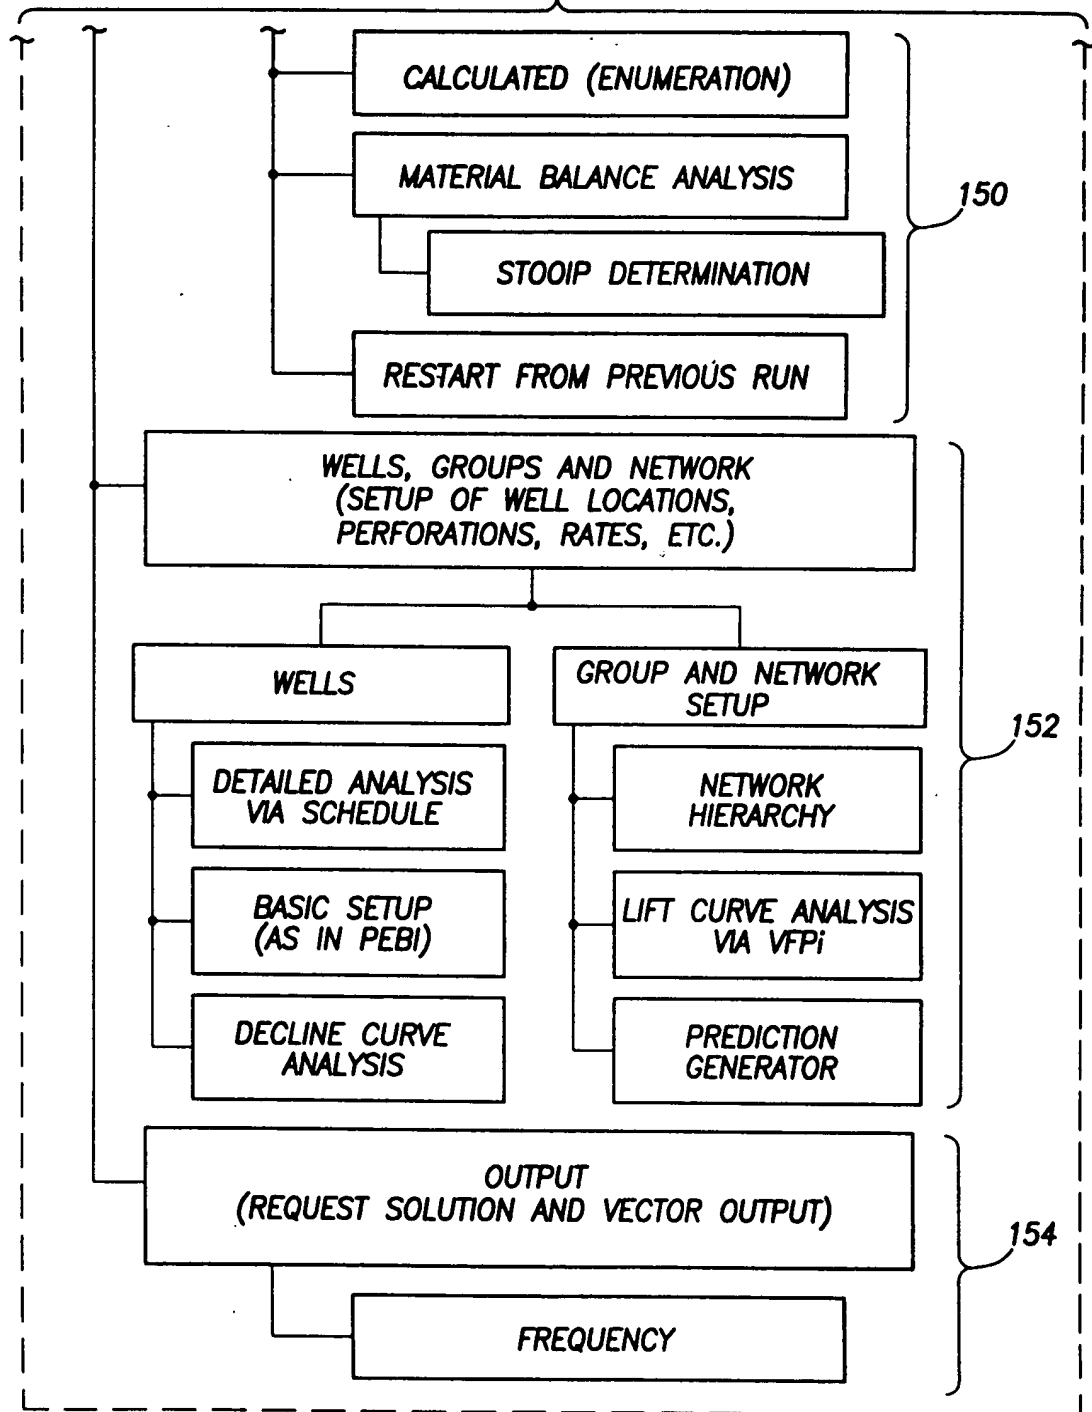 CALCULATED (ENUMERATION)
MATERIAL BALANCE ANALYSIS
150
STOOIP DETERMINATION
RESTART FROM PREVIOUS RUN
WELLS, GROUPS AND NETWORK
(SETUP OF WELL LOCATIONS,
PERFORATIONS, RATES, ETC.)
WELLS
GROUP AND NETWORK
SETUP
152
DETAILED ANALYSIS
VIA SCHEDULE
NETWORK
HIERARCHY
BASIC SETUP
(AS IN PEBI)
LIFT CURVE ANALYSIS
VIA VFPi
DECLINE CURVE
ANALYSIS
PREDICTION
GENERATOR
OUTPUT
(REQUEST SOLUTION AND VECTOR OUTPUT)
154
FREQUENCY